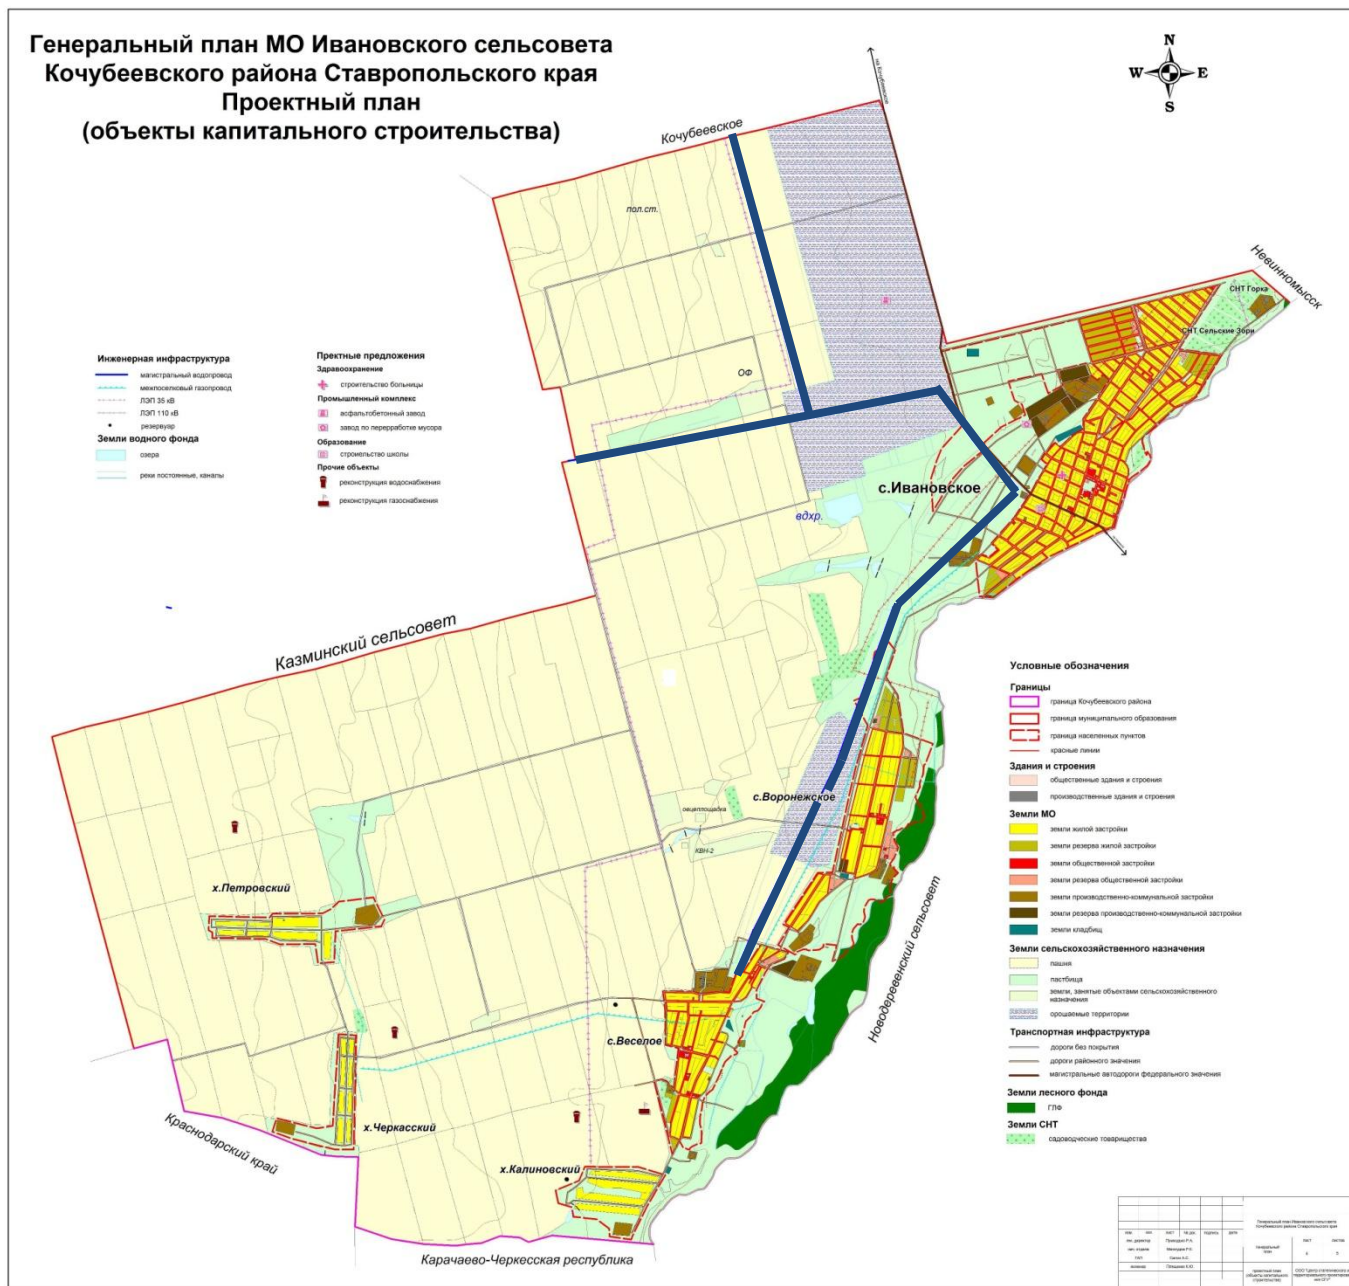 Генеральный план МО Ивановского сельсовета
Кочубеевского района Ставропольского края
Проектный план
(объекты капитального строительства)
N
W E
S
на Кочубеевское
Кочубеевское
пол.ст.
Невинномысск
СНТ Горка
СНТ Сельские Зори
ОФ
Инженерная инфраструктура
магистральный водопровод
межпоселковый газопровод
ЛЭП 35 кВ
ЛЭП 110 кВ
резервуар
Земли водного фонда
озера
реки постоянные, каналы
Пректные предложения
Здравоохранение
строительство больницы
Промышленный комплекс
асфальтобетонный завод
завод по перерработке мусора
Образование
строительство школы
Прочие объекты
реконструкция водоснабжения
реконструкция газоснабжения
с.Ивановское
вдхр.
Казминский сельсовет
с.Воронежское
овцеплощадка
КВН-2
х.Петровский
Новодеревенский сельсовет
с.Веселое
х.Черкасский
Краснодарский край
х.Калиновский
Карачаево-Черкесская республика
Условные обозначения
Границы
граница Кочубеевского района
граница муниципального образования
граница населенных пунктов
красные линии
Здания и строения
общественные здания и строения
производственные здания и строения
Земли МО
земли жилой застройки
земли резерва жилой застройки
земли общественной застройки
земли резерва общественной застройки
земли производственно-коммунальной застройки
земли резерва производственно-коммунальной застройки
земли кладбищ
Земли сельскохозяйственного назначения
пашня
пастбища
земли, занятые объектами сельскохозяйственного
назначения
орошаемые территории
Транспортная инфраструктура
дороги без покрытия
дороги районного значения
магистральные автодороги федерального значения
Земли лесного фонда
ГЛФ
Земли СНТ
садоводческие товарищества